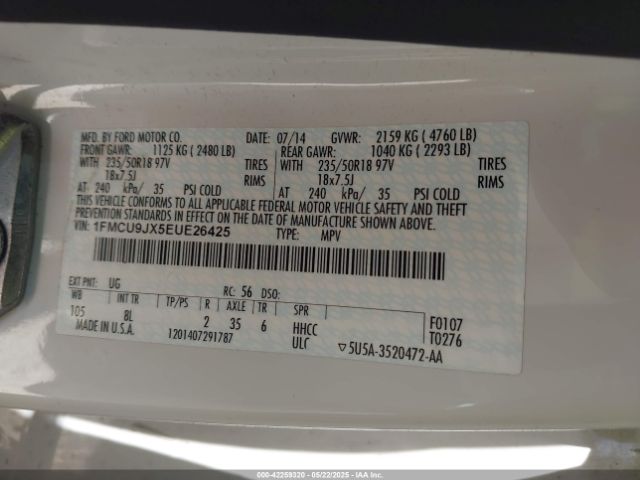 MFD. BY FORD MOTOR CO. DATE: 07/14 GVWR: 2159 KG ( 4760 LB)
FRONT GAWR: 1125 KG ( 2480 LB) REAR GAWR: 1040 KG ( 2293 LB)
WITH 235/50R18 97V TIRES WITH 235/50R18 97V TIRES
18x7.5J RIMS 18x7.5J RIMS
AT 240 kPa/ 35 PSI COLD AT 240 kPa/ 35 PSI COLD
THIS VEHICLE CONFORMS TO ALL APPLICABLE FEDERAL MOTOR VEHICLE SAFETY AND THEFT
PREVENTION STANDARDS IN EFFECT ON THE DATE OF MANUFACTURE SHOWN ABOVE.
VIN: 1FMCU9JX5EUE26425 TYPE: MPV
EXT PNT: UG RC: 56 DSO:
WB INT TR TP/PS R AXLE TR SPR
105 8L 2 35 6 HHCC F0107
MADE IN U.S.A. 1201407291787 ULC T0276
▽5U5A-3520472-AA
000-42259320 - 05/22/2025 - IAAI.COM